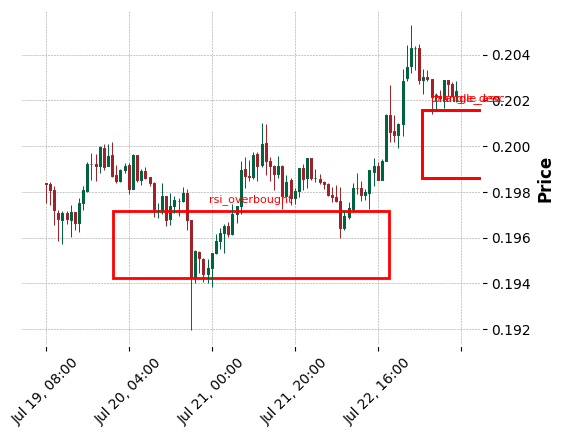 0.204
0.202
0.200
0.198
0.196
0.194
0.192
Price
rsi_overbought
Jul 19, 08:00
Jul 20, 04:00
Jul 21, 00:00
Jul 21, 20:00
Jul 22, 16:00